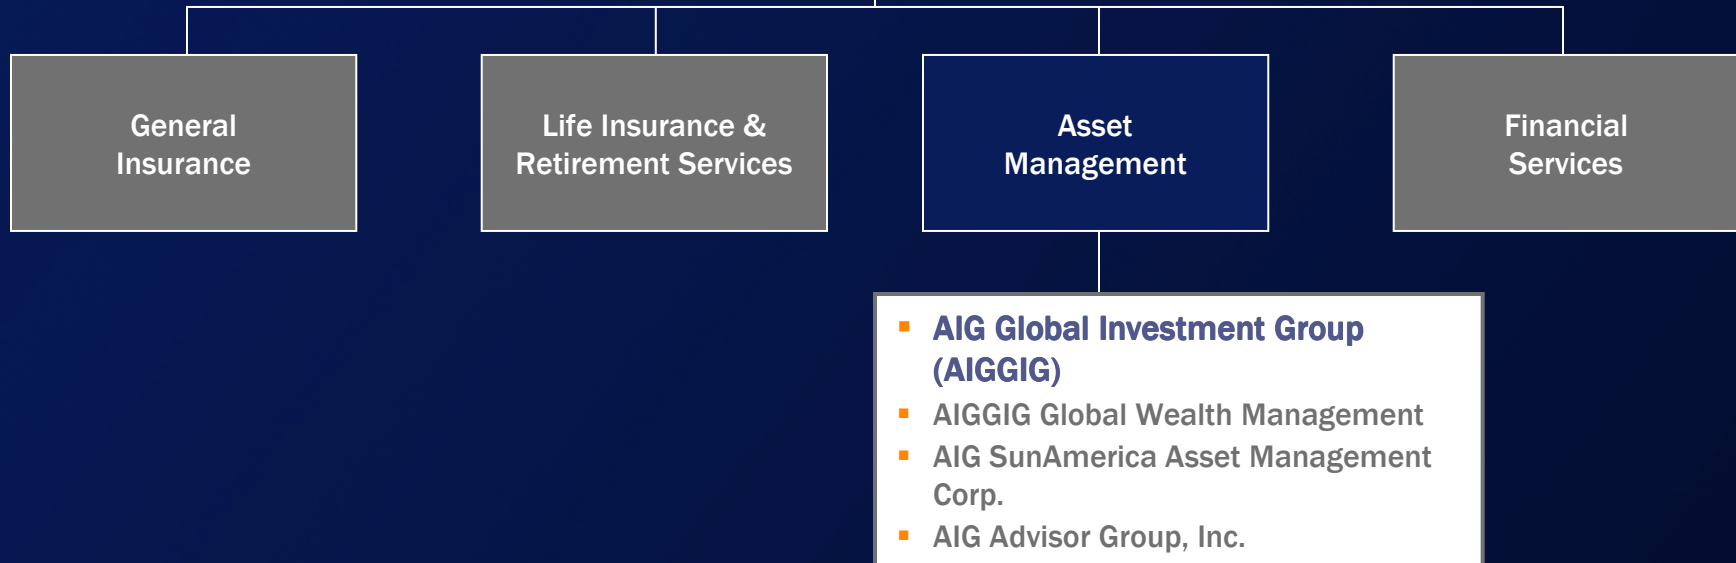 General
Insurance
Life Insurance &
Retirement Services
Asset
Management
Financial
Services
▪ AIG Global Investment Group
(AIGGIG)
▪ AIGGIG Global Wealth Management
▪ AIG SunAmerica Asset Management
Corp.
▪ AIG Advisor Group, Inc.